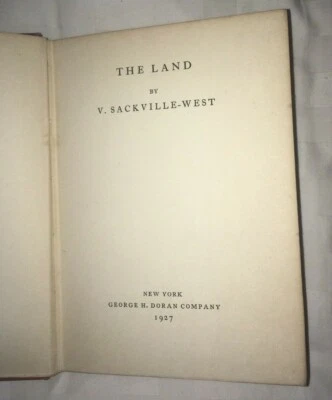 THE LAND
BY
V. SACKVILLE-WEST
NEW YORK
GEORGE H. DORAN COMPANY
1927